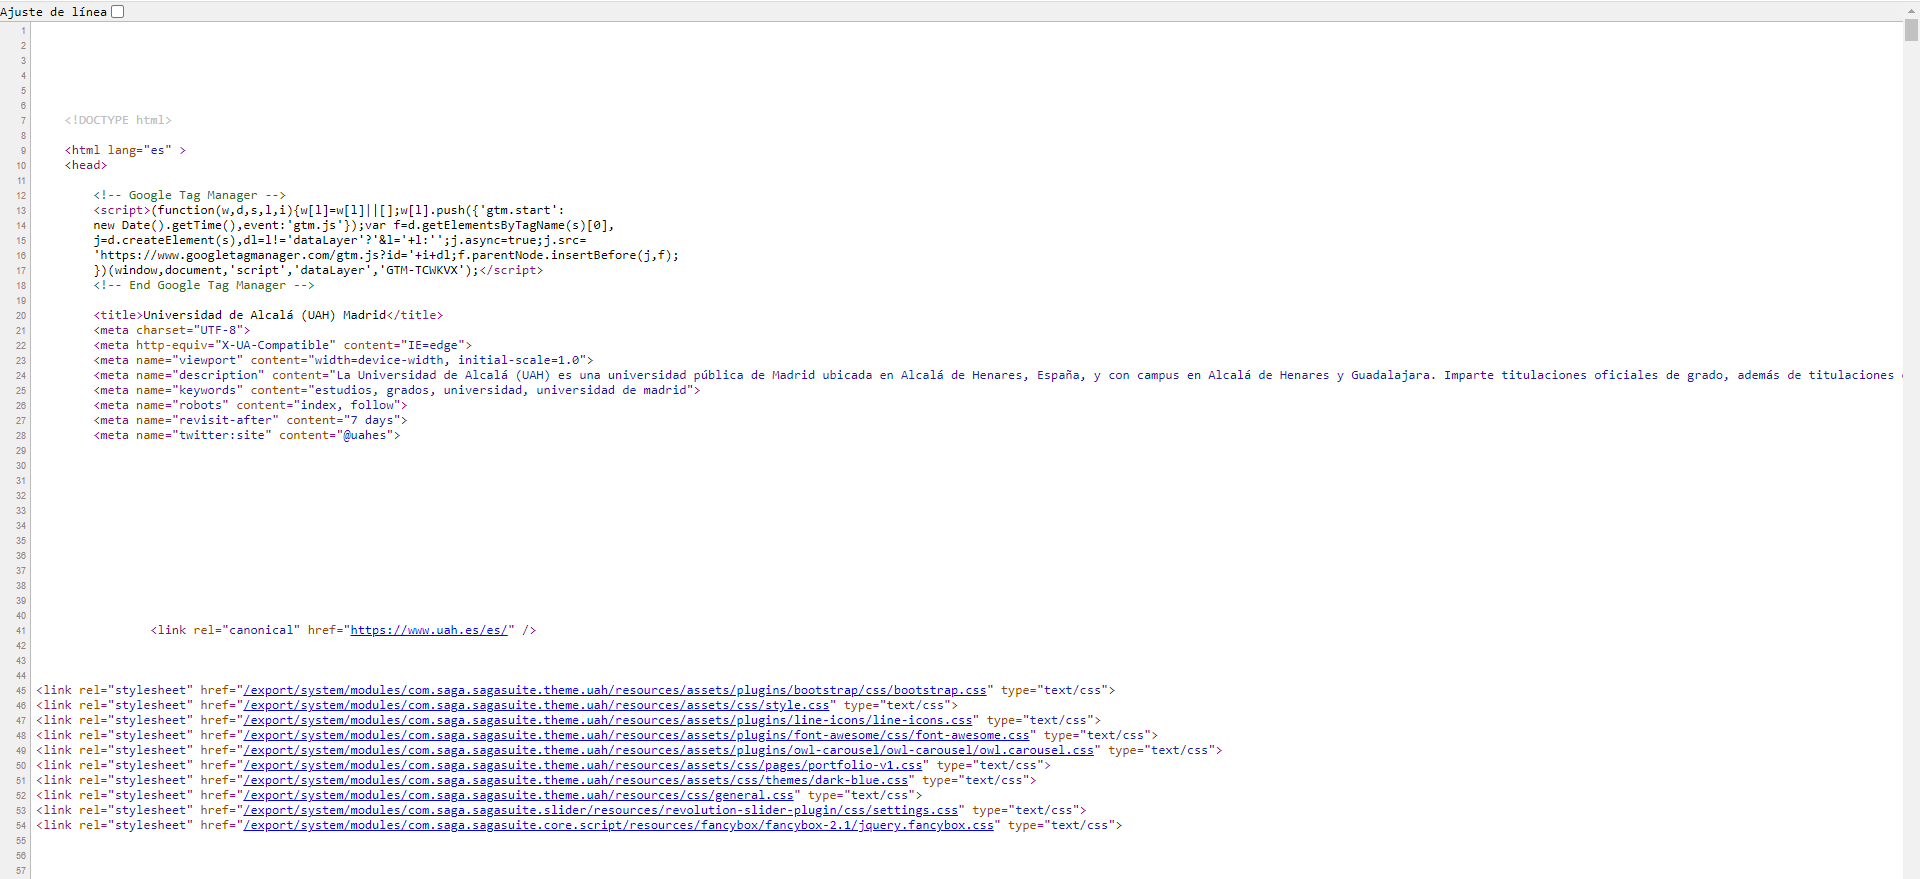 Ajuste de línea
1
2
3
4
5
6
7 <!DOCTYPE html>
8
9 <html lang="es" >
10 <head>
11
12 <!-- Google Tag Manager -->
13 <script>(function(w,d,s,l,i){w[l]=w[l]||[];w[l].push({'gtm.start':
14 new Date().getTime(),event:'gtm.js'});var f=d.getElementsByTagName(s)[0],
15 j=d.createElement(s),dl=l!='dataLayer'?'&l='+l:'';j.async=true;j.src=
16 'https://www.googletagmanager.com/gtm.js?id='+i+dl;f.parentNode.insertBefore(j,f);
17 })(window,document,'script','dataLayer','GTM-TCWKVX');</script>
18 <!-- End Google Tag Manager -->
19
20 <title>Universidad de Alcalá (UAH) Madrid</title>
21 <meta charset="UTF-8">
22 <meta http-equiv="X-UA-Compatible" content="IE=edge">
23 <meta name="viewport" content="width=device-width, initial-scale=1.0">
24 <meta name="description" content="La Universidad de Alcalá (UAH) es una universidad pública de Madrid ubicada en Alcalá de Henares, España, y con campus en Alcalá de Henares y Guadalajara. Imparte titulaciones oficiales de grado, además de titulaciones
25 <meta name="keywords" content="estudios, grados, universidad, universidad de madrid">
26 <meta name="robots" content="index, follow">
27 <meta name="revisit-after" content="7 days">
28 <meta name="twitter:site" content="@uahes">
29
30
31
32
33
34
35
36
37
38
39
40
41 <link rel="canonical" href="https://www.uah.es/es/" />
42
43
44
45 <link rel="stylesheet" href="/export/system/modules/com.saga.sagasuite.theme.uah/resources/assets/plugins/bootstrap/css/bootstrap.css" type="text/css">
46 <link rel="stylesheet" href="/export/system/modules/com.saga.sagasuite.theme.uah/resources/assets/css/style.css" type="text/css">
47 <link rel="stylesheet" href="/export/system/modules/com.saga.sagasuite.theme.uah/resources/assets/plugins/line-icons/line-icons.css" type="text/css">
48 <link rel="stylesheet" href="/export/system/modules/com.saga.sagasuite.theme.uah/resources/assets/plugins/font-awesome/css/font-awesome.css" type="text/css">
49 <link rel="stylesheet" href="/export/system/modules/com.saga.sagasuite.theme.uah/resources/assets/plugins/owl-carousel/owl-carousel/owl.carousel.css" type="text/css">
50 <link rel="stylesheet" href="/export/system/modules/com.saga.sagasuite.theme.uah/resources/assets/css/pages/portfolio-v1.css" type="text/css">
51 <link rel="stylesheet" href="/export/system/modules/com.saga.sagasuite.theme.uah/resources/assets/css/themes/dark-blue.css" type="text/css">
52 <link rel="stylesheet" href="/export/system/modules/com.saga.sagasuite.theme.uah/resources/css/general.css" type="text/css">
53 <link rel="stylesheet" href="/export/system/modules/com.saga.sagasuite.slider/resources/revolution-slider-plugin/css/settings.css" type="text/css">
54 <link rel="stylesheet" href="/export/system/modules/com.saga.sagasuite.core.script/resources/fancybox/fancybox-2.1/jquery.fancybox.css" type="text/css">
55
56
57